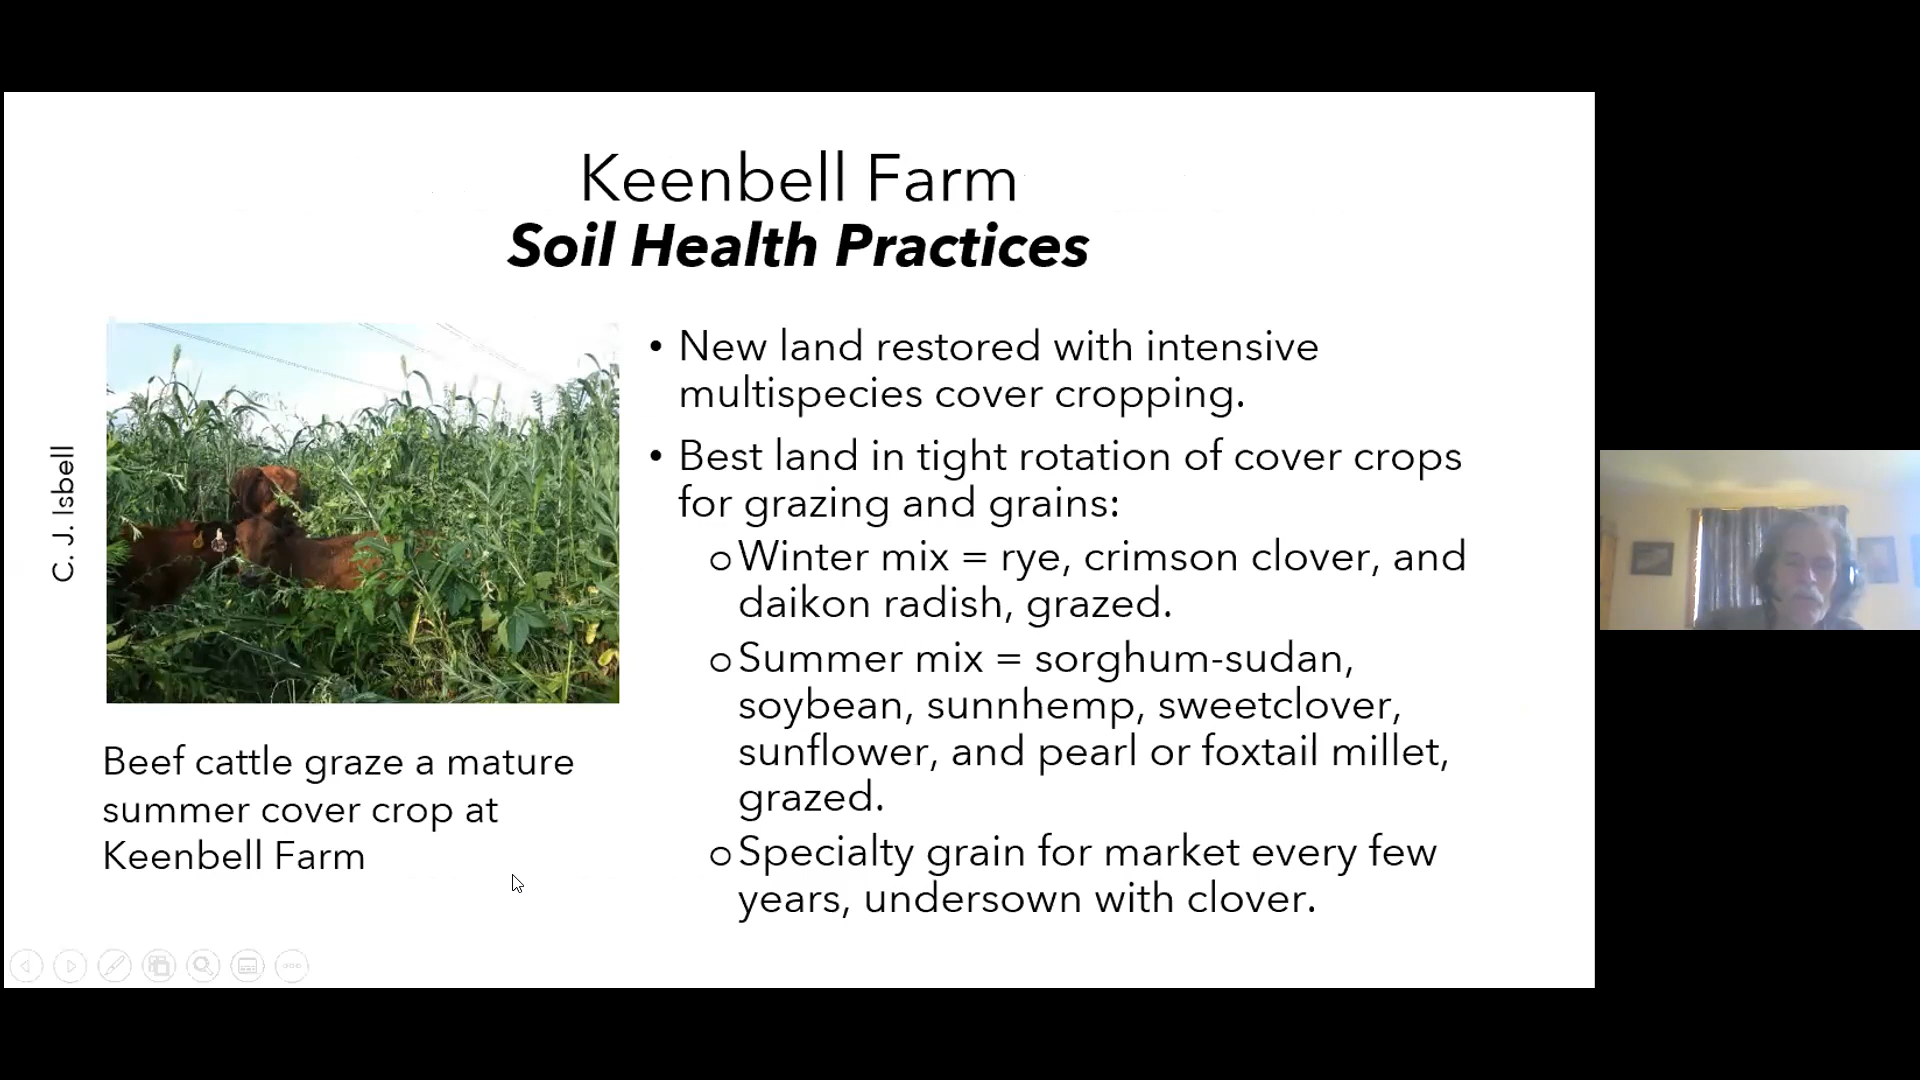 Keenbell Farm
Soil Health Practices
C. J. Isbell
Beef cattle graze a mature
summer cover crop at
Keenbell Farm
• New land restored with intensive
multispecies cover cropping.
• Best land in tight rotation of cover crops
for grazing and grains:
o Winter mix = rye, crimson clover, and
daikon radish, grazed.
o Summer mix = sorghum-sudan,
soybean, sunnhemp, sweetclover,
sunflower, and pearl or foxtail millet,
grazed.
o Specialty grain for market every few
years, undersown with clover.